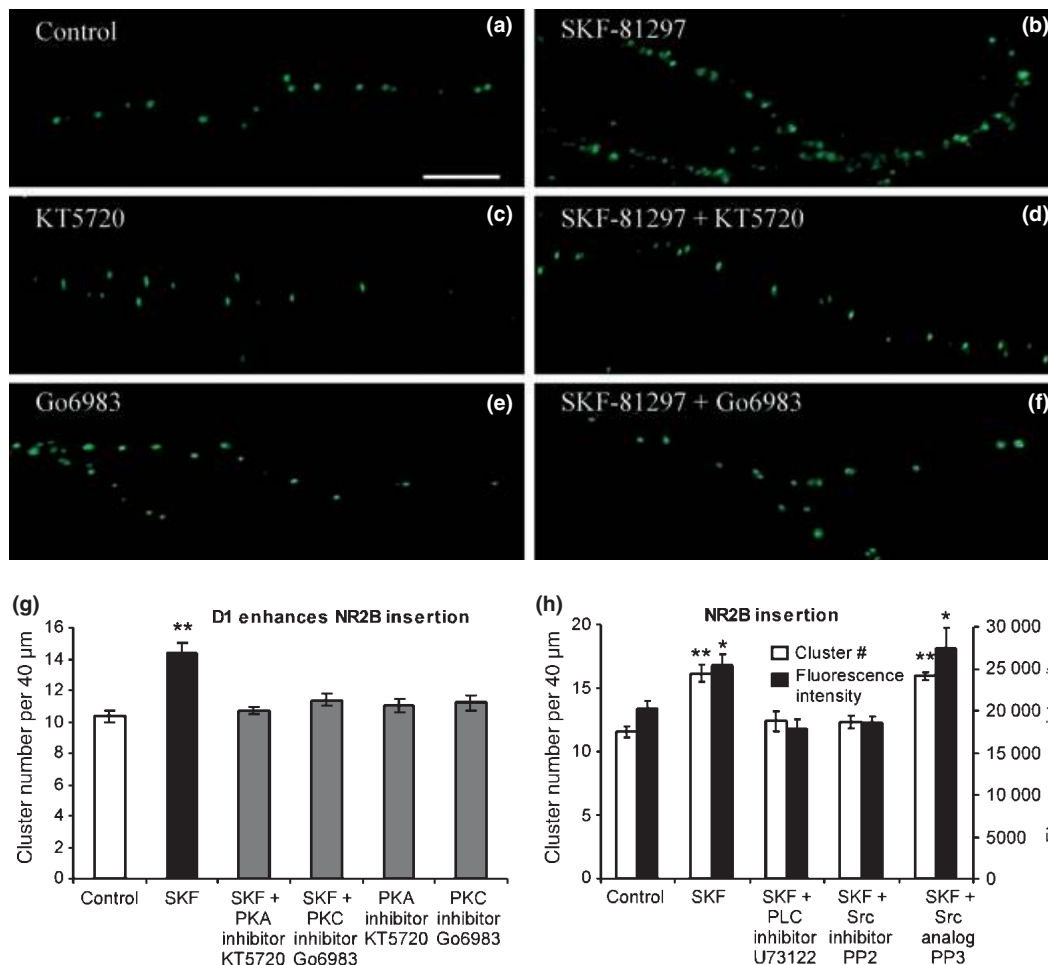 Control
(a)
SKF-81297
(b)
KT5720
(c)
SKF-81297 + KT5720
(d)
Go6983
(e)
SKF-81297 + Go6983
(f)
(g)
D1 enhances NR2B insertion
Cluster number per 40 µm
16
14
12
10
8
6
4
2
0
**
Control
SKF
SKF +
PKA
inhibitor
KT5720
SKF +
PKC
inhibitor
Go6983
PKA
inhibitor
KT5720
PKC
inhibitor
Go6983
(h)
NR2B insertion
Cluster number per 40 µm
20
15
10
5
0
** *
Cluster #
Fluorescence
intensity
** *
30 000
25 000
20 000
15 000
10 000
5000
0
Control
SKF
SKF +
PLC
inhibitor
U73122
SKF +
Src
inhibitor
PP2
SKF +
Src
analog
PP3